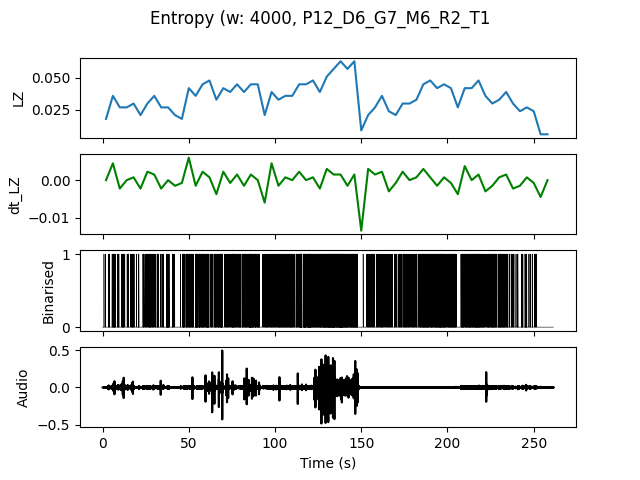 Entropy (w: 4000, P12_D6_G7_M6_R2_T1
LZ
0.050
0.025
dt_LZ
0.00
−0.01
Binarised
1
0
Audio
0.5
0.0
−0.5
0 50 100 150 200 250
Time (s)